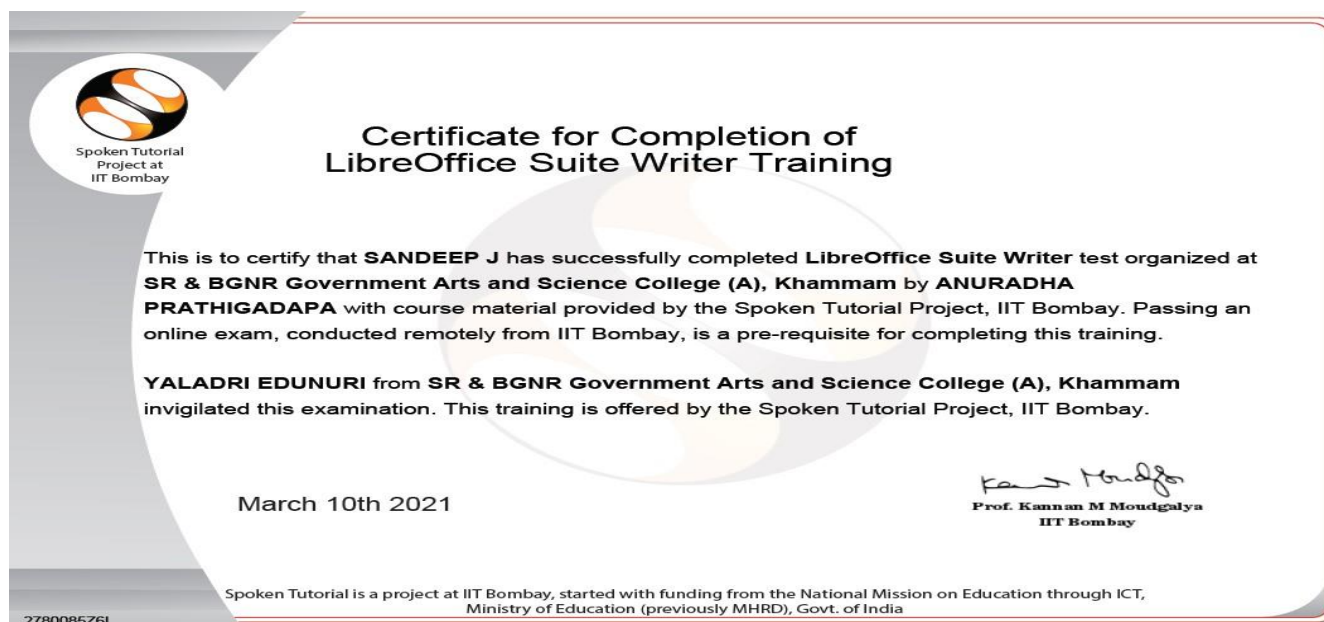 Spoken Tutorial
Project at
IIT Bombay
Certificate for Completion of
LibreOffice Suite Writer Training
This is to certify that SANDEEP J has successfully completed LibreOffice Suite Writer test organized at
SR & BGNR Government Arts and Science College (A), Khammam by ANURADHA
PRATHIGADAPA with course material provided by the Spoken Tutorial Project, IIT Bombay. Passing an
online exam, conducted remotely from IIT Bombay, is a pre-requisite for completing this training.
YALADRI EDUNURI from SR & BGNR Government Arts and Science College (A), Khammam
invigilated this examination. This training is offered by the Spoken Tutorial Project, IIT Bombay.
March 10th 2021
Prof. Kannan M Moudgalya
IIT Bombay
Spoken Tutorial is a project at IIT Bombay, started with funding from the National Mission on Education through ICT,
Ministry of Education (previously MHRD), Govt. of India